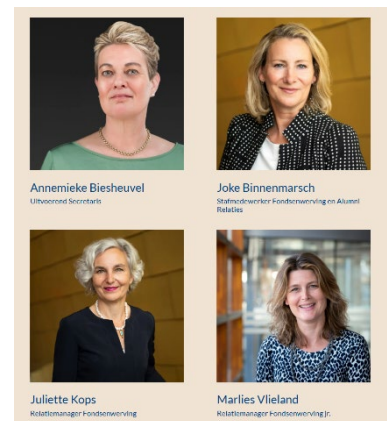 Annemieke Biesheuvel
Uitvoerend Secretaris
Joke Binnenmarsch
Stafmedewerker Fondsenwerving en Alumni
Relaties
Juliette Kops
Relatiemanager Fondsenwerving
Marlies Vlieland
Relatiemanager Fondsenwerving jr.